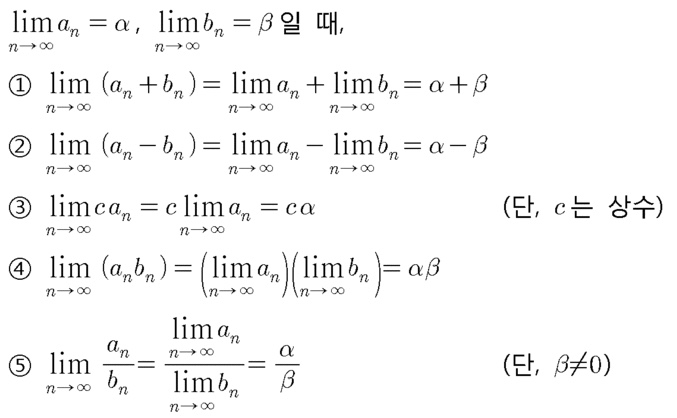 lim_{n→∞} a_n = α, lim_{n→∞} b_n = β 일 때,
① lim_{n→∞} (a_n + b_n) = lim_{n→∞} a_n + lim_{n→∞} b_n = α + β
② lim_{n→∞} (a_n − b_n) = lim_{n→∞} a_n − lim_{n→∞} b_n = α − β
③ lim_{n→∞} c a_n = c lim_{n→∞} a_n = cα (단, c는 상수)
④ lim_{n→∞} (a_n b_n) = (lim_{n→∞} a_n)(lim_{n→∞} b_n) = αβ
⑤ lim_{n→∞} a_n/b_n = (lim_{n→∞} a_n)/(lim_{n→∞} b_n) = α/β (단, β≠0)